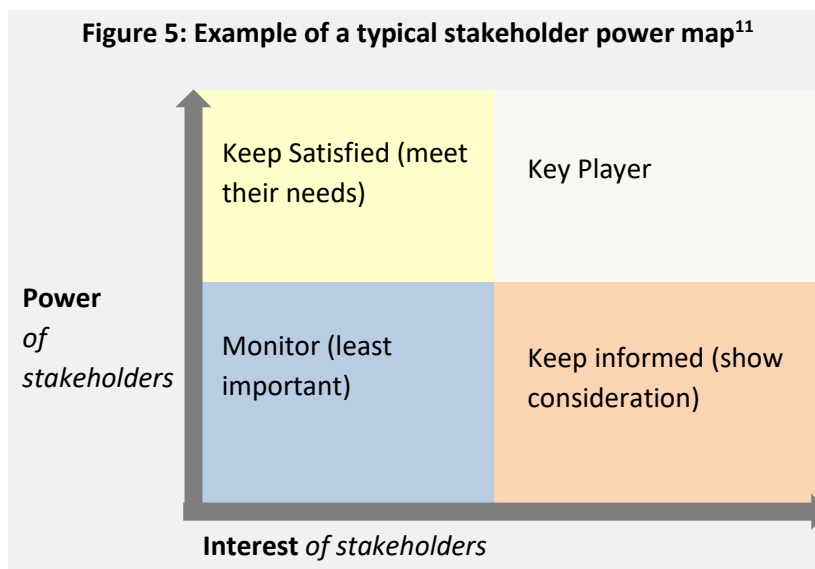 Figure 5: Example of a typical stakeholder power map11
Keep Satisfied (meet
their needs)
Key Player
Power
of
stakeholders
Monitor (least
important)
Keep informed (show
consideration)
Interest of stakeholders